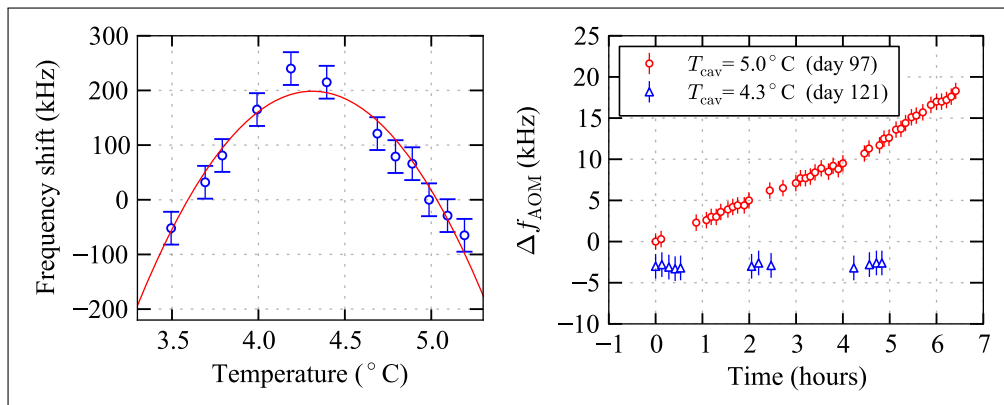 300
200
100
0
−100
−200
Frequency shift (kHz)
3.5 4.0 4.5 5.0
Temperature (°C)
25
20
15
10
5
0
−5
−10
Δf_AOM (kHz)
T_cav = 5.0°C (day 97)
T_cav = 4.3°C (day 121)
−1 0 1 2 3 4 5 6 7
Time (hours)